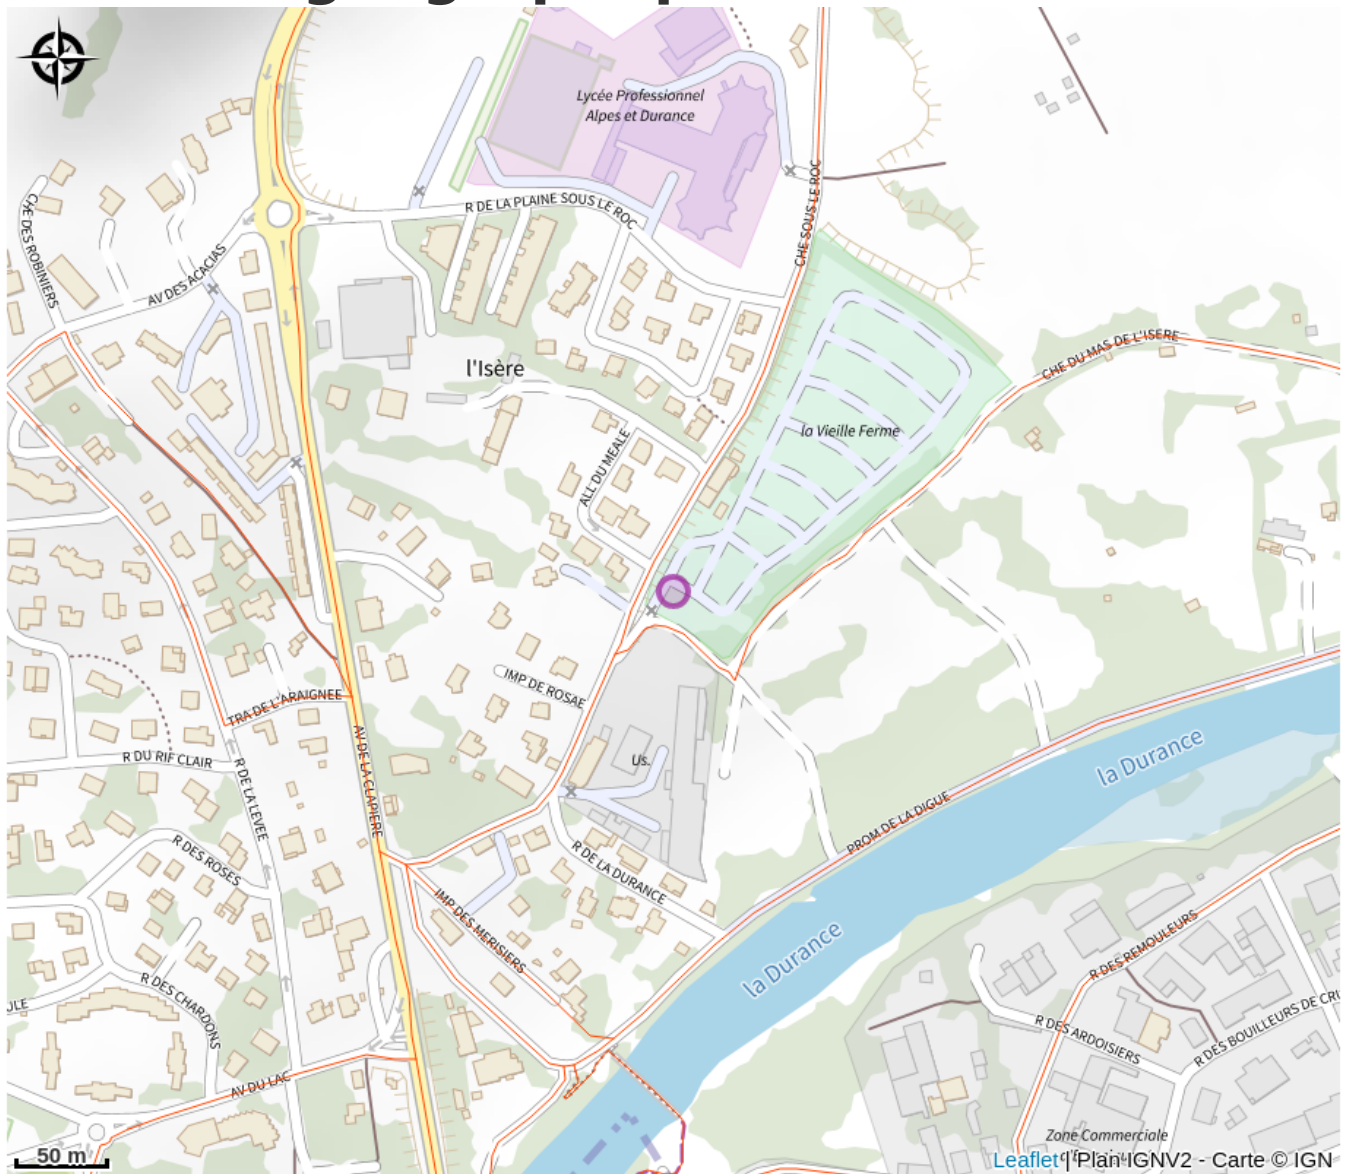 Lycée Professionnel
Alpes et Durance
R DE LA PLAINE SOUS LE ROC
CHE SOUS LE ROC
CHE DES ROBINIERS
AV DES ACACIAS
l'Isère
CHE DU MAS DE L'ISERE
la Vieille Ferme
ALL DU MEALE
IMP DE ROSAE
TRA DE L'ARAIGNEE
R DU RIF CLAIR
R DE LA LEVEE
AV DE LA CLAPIERE
Us.
la Durance
PROM DE LA DIGUE
R DES ROSES
R DE LA DURANCE
IMP DES MERISIERS
la Durance
R DES REMOULEURS
R DES CHARDONS
ULE
R DES ARDOISIERS
R DES BOUILLEURS DE CRU
AV DU LAC
Zone Commerciale
50 m
Leaflet | Plan IGNV2 - Carte © IGN